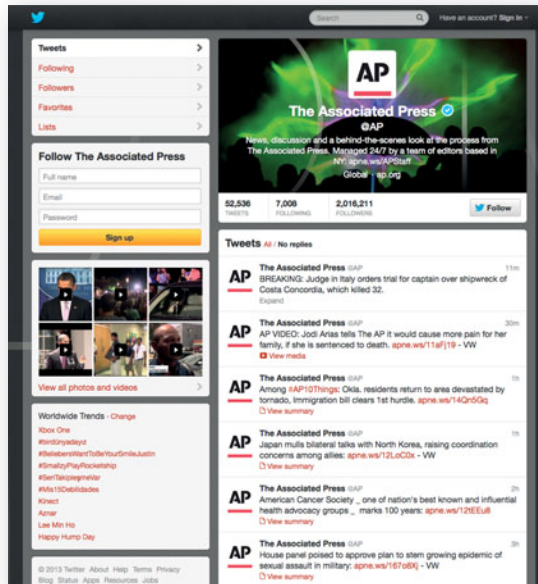 Search
Have an account? Sign in
Tweets
Following
Followers
Favorites
Lists
Follow The Associated Press
Full name
Email
Password
Sign up
View all photos and videos
Worldwide Trends · Change
Xbox One
#birdünyadayız
#BeliebersWantToBeYourSmileJustin
#SmallzyPlayRocketship
#SenTakipleşmeVar
#Mis15Debilidades
Kinect
Aznar
Lee Min Ho
Happy Hump Day
© 2013 Twitter About Help Terms Privacy
Blog Status Apps Resources Jobs
AP
The Associated Press
@AP
News, discussion and a behind-the-scenes look at the process from
The Associated Press. Managed 24/7 by a team of editors based in
NY: apne.ws/APStaff
Global · ap.org
52,536
TWEETS
7,008
FOLLOWING
2,016,211
FOLLOWERS
Follow
Tweets All / No replies
AP
The Associated Press @AP 11m
BREAKING: Judge in Italy orders trial for captain over shipwreck of
Costa Concordia, which killed 32.
Expand
AP
The Associated Press @AP 30m
AP VIDEO: Jodi Arias tells The AP it would cause more pain for her
family, if she is sentenced to death. apne.ws/11aFj19 - VW
View media
AP
The Associated Press @AP 1h
Among #AP10Things: Okla. residents return to area devastated by
tornado, Immigration bill clears 1st hurdle. apne.ws/14Qn5Gq
View summary
AP
The Associated Press @AP 1h
Japan mulls bilateral talks with North Korea, raising coordination
concerns among allies: apne.ws/12LoC0x - VW
View summary
AP
The Associated Press @AP 2h
American Cancer Society _ one of nation's best known and influential
health advocacy groups _ marks 100 years: apne.ws/12tEEu8
View summary
AP
The Associated Press @AP 3h
House panel poised to approve plan to stem growing epidemic of
sexual assault in military: apne.ws/167o8Xj - VW
View summary